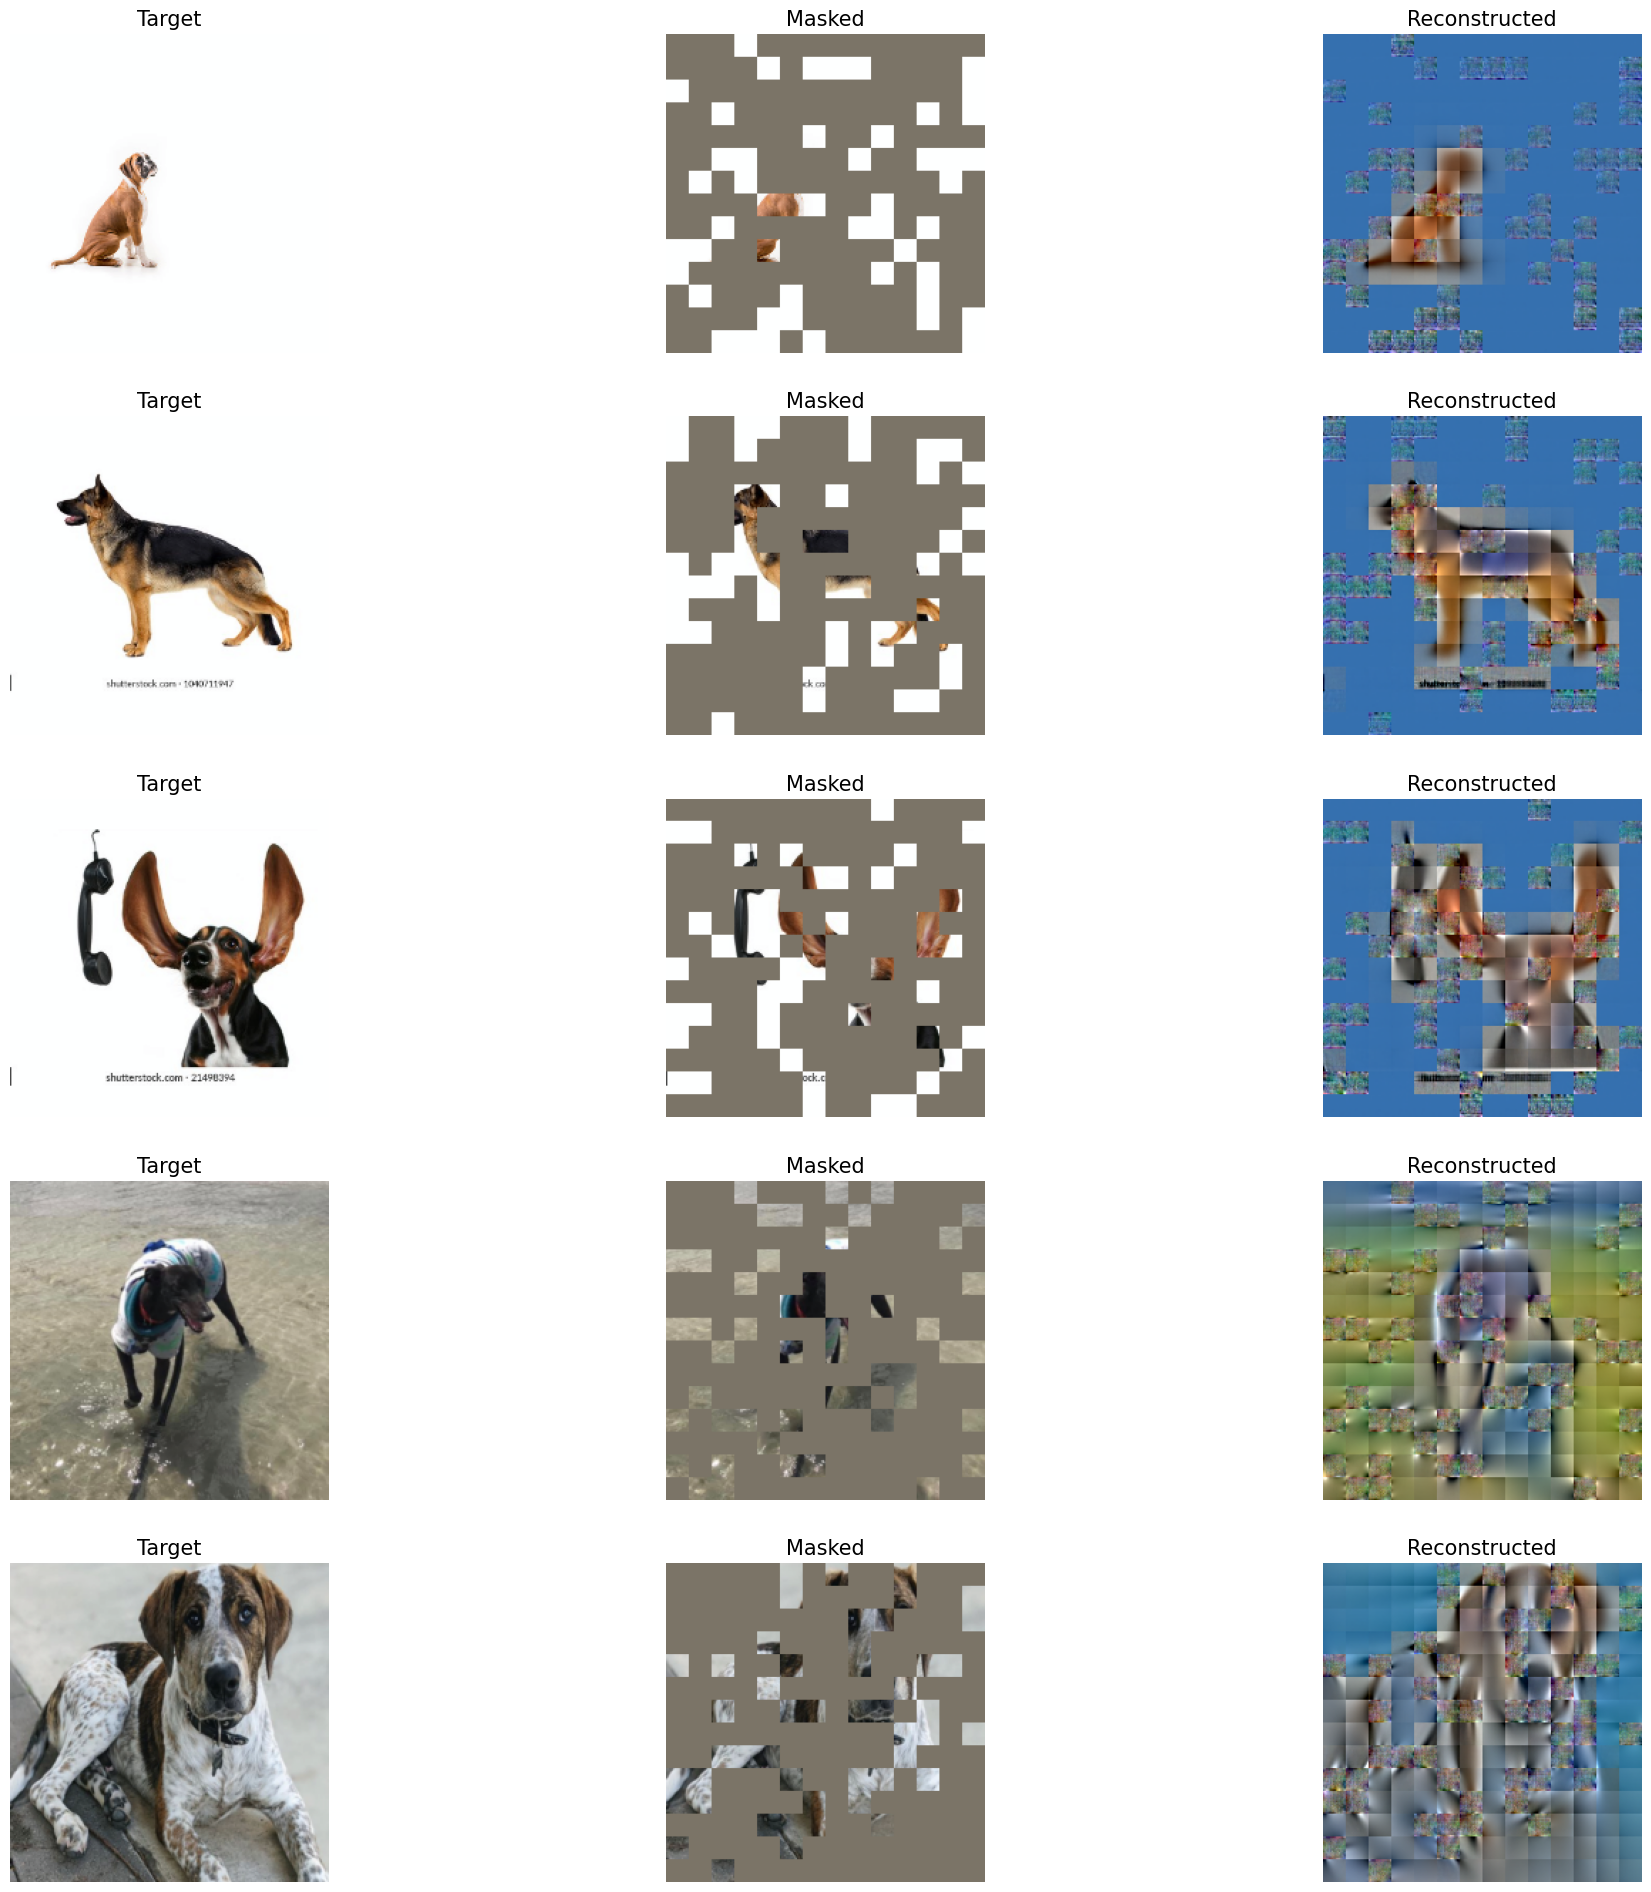 Target Masked Reconstructed
Target Masked Reconstructed
shutterstock.com · 1040711947
ck co
Target Masked Reconstructed
shutterstock.com · 21498394
ock.c
Target Masked Reconstructed
Target Masked Reconstructed